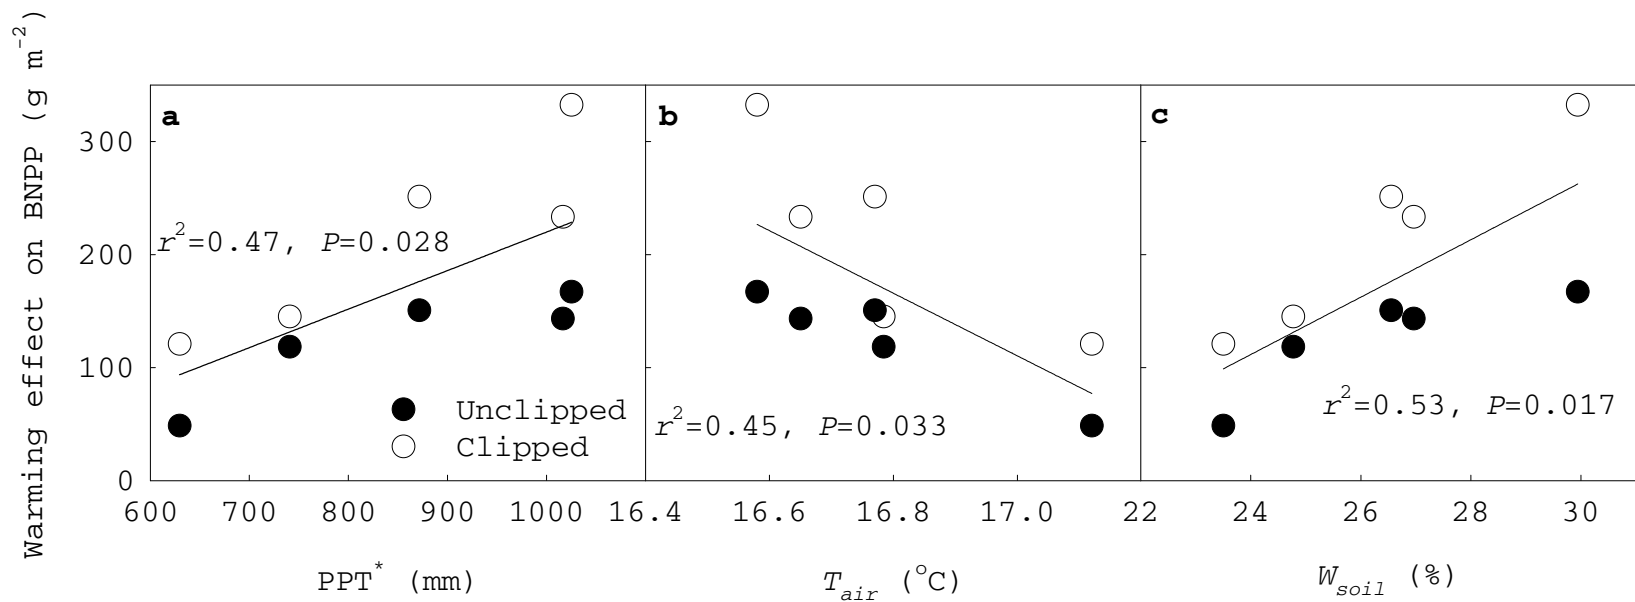 Warming effect on BNPP (g m⁻²)
300
200
100
0
a
r²=0.47, P=0.028
Unclipped
Clipped
b
r²=0.45, P=0.033
c
r²=0.53, P=0.017
600 700 800 900 1000 16.4 16.6 16.8 17.0 22 24 26 28 30
PPT* (mm)
T_air (°C)
W_soil (%)